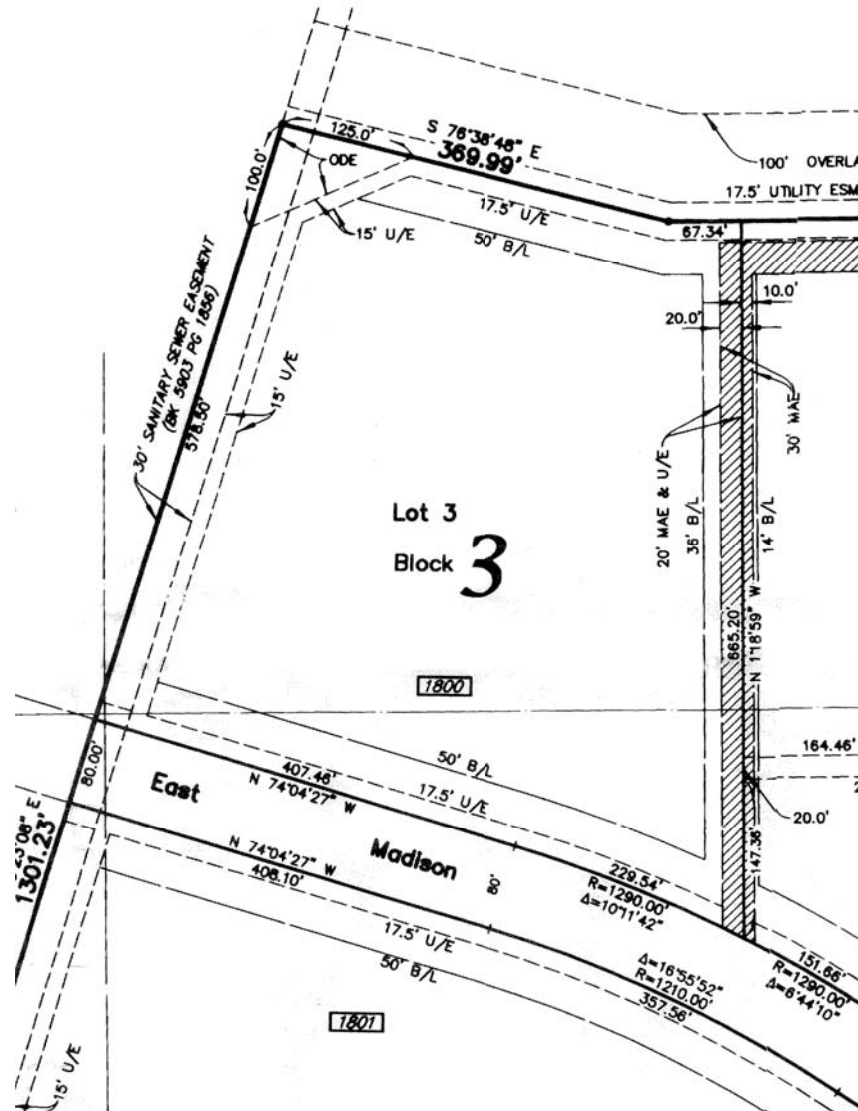 S 76°38'48" E
369.99'
125.0'
ODE
100.0'
100' OVERLA
17.5' UTILITY ESM
17.5' U/E
15' U/E
50' B/L
67.34'
10.0'
20.0'
30' SANITARY SEWER EASEMENT
(BK 5903 PG 1856)
578.50'
15' U/E
30' MAE
20' MAE & U/E
36' B/L
14' B/L
Lot 3
Block 3
665.20'
N 1°18'59" W
1800
164.46'
80.00'
50' B/L
407.46'
N 74°04'27" W
17.5' U/E
East
Madison
20.0'
147.36'
23'08" E
1301.23'
N 74°04'27" W
408.10'
80'
229.54'
R=1290.00'
Δ=10°11'42"
17.5' U/E
50' B/L
Δ=16°55'52"
R=1210.00'
357.56'
151.66'
R=1290.00'
Δ=6°44'10"
1801
15' U/E